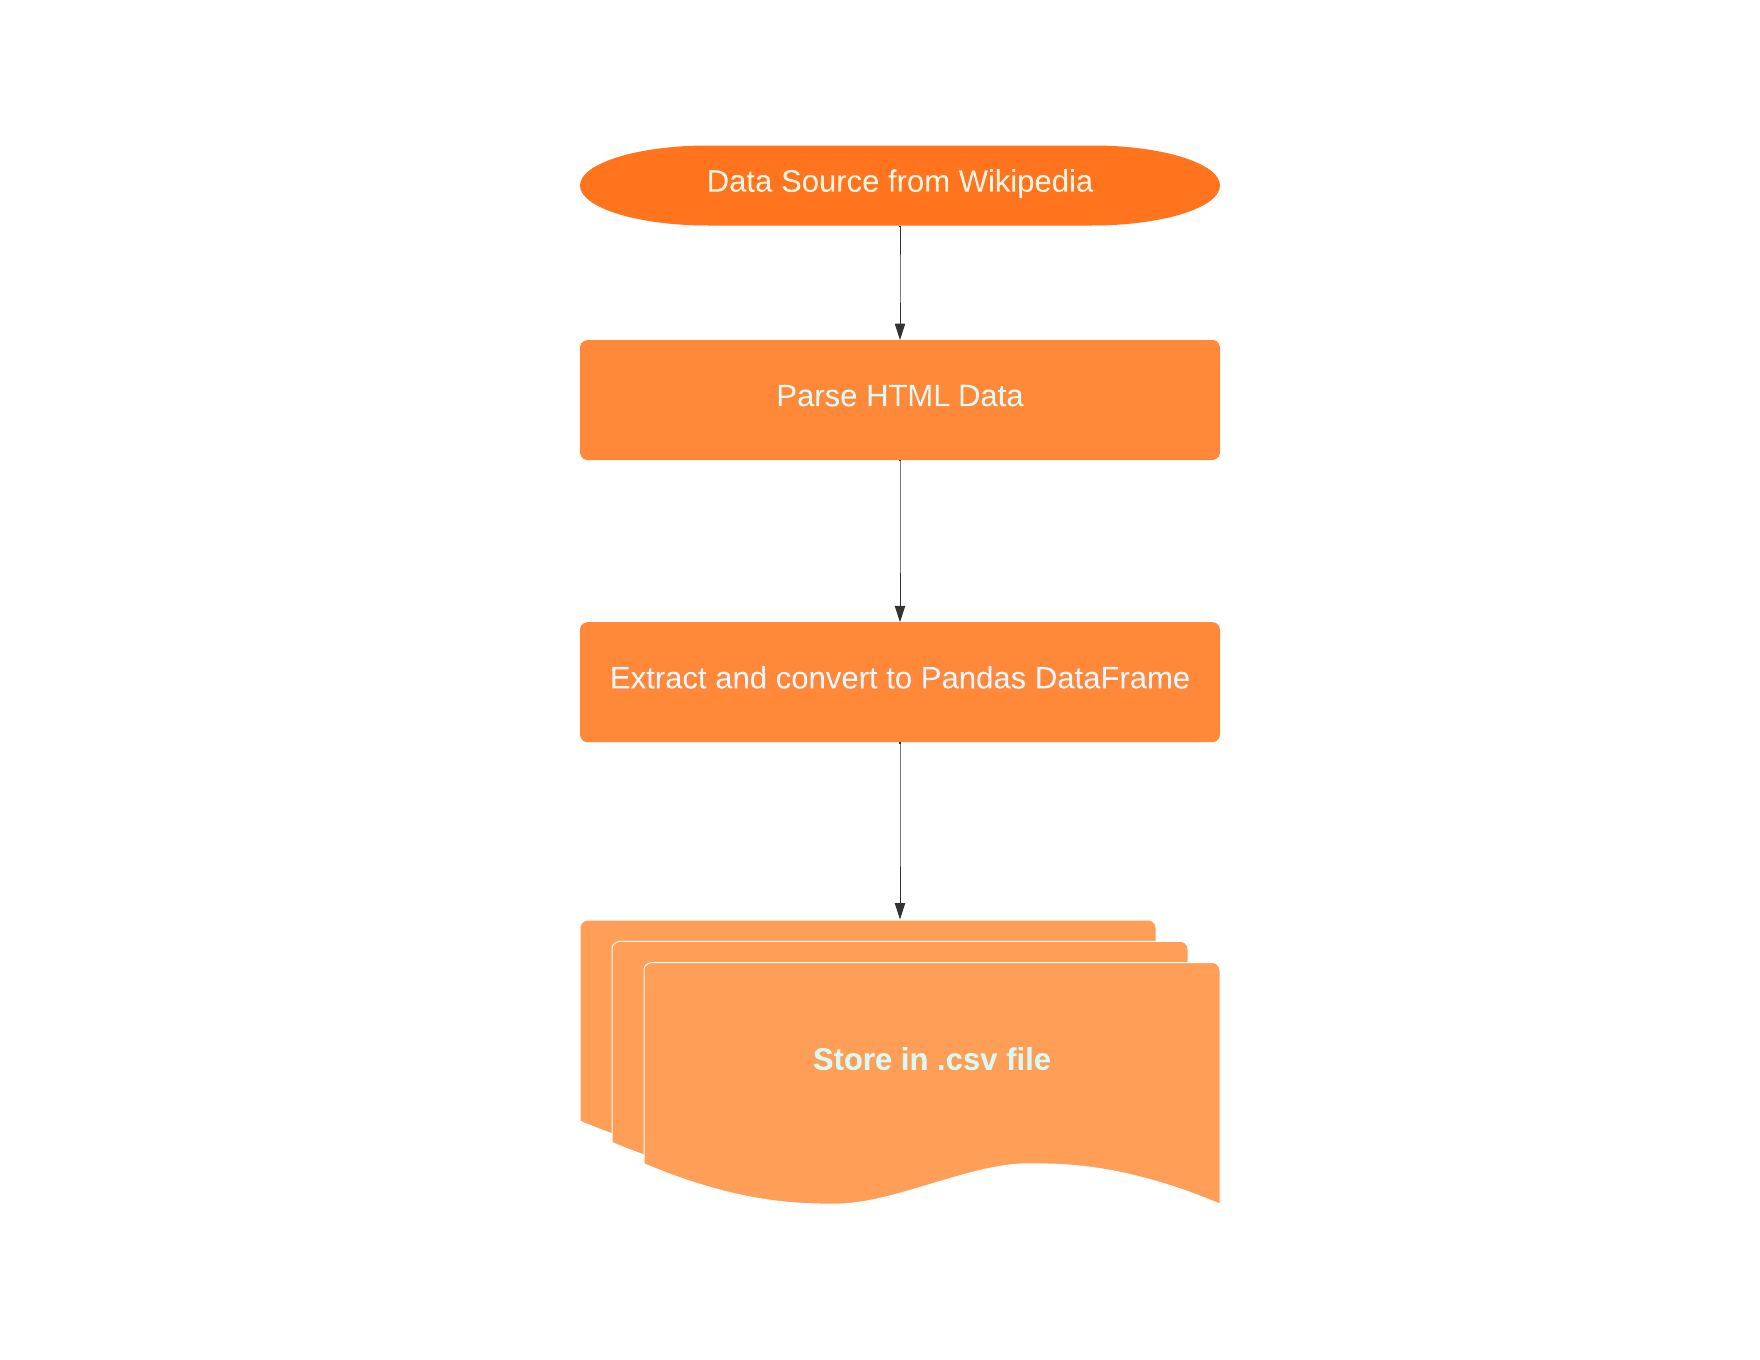 Data Source from Wikipedia
Parse HTML Data
Extract and convert to Pandas DataFrame
Store in .csv file